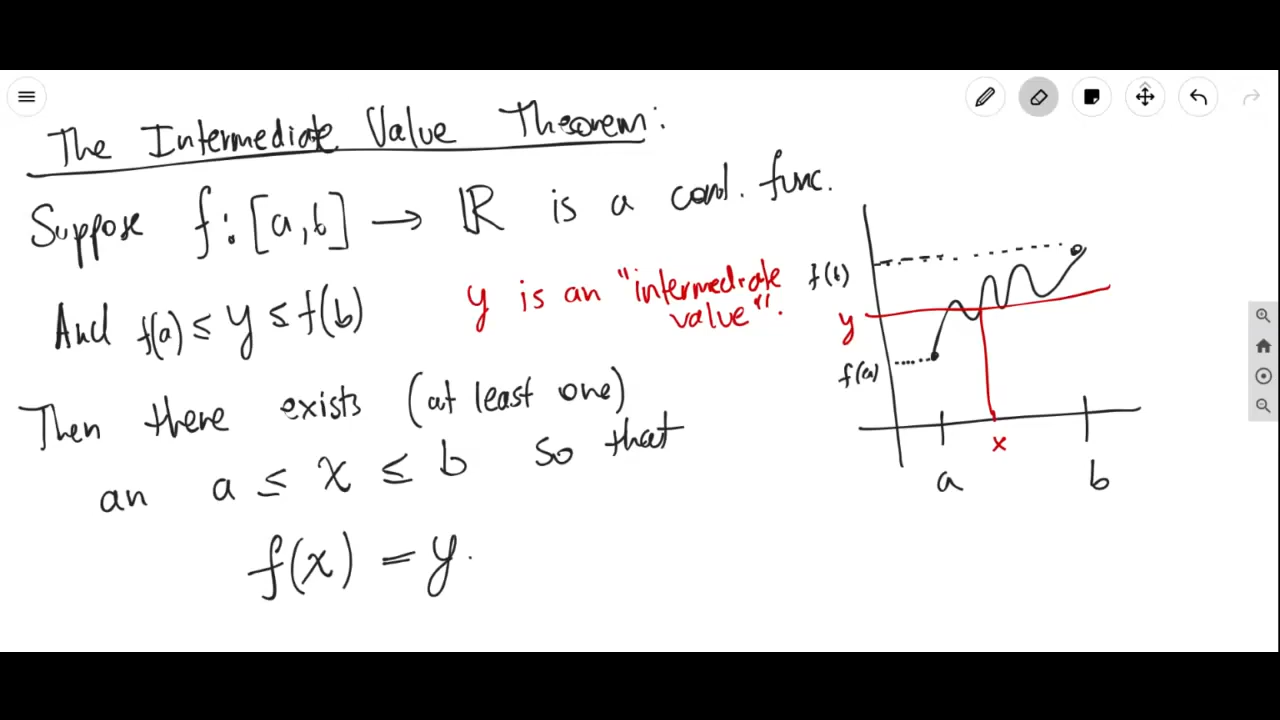 The Intermediate Value Theorem:
Suppose f: [a,b] → ℝ is a cont. func.
And f(a) ≤ y ≤ f(b)
y is an "intermediate
value".
Then there exists (at least one)
an a ≤ x ≤ b so that
f(x) = y.
f(b)
y
f(a)
x
a
b